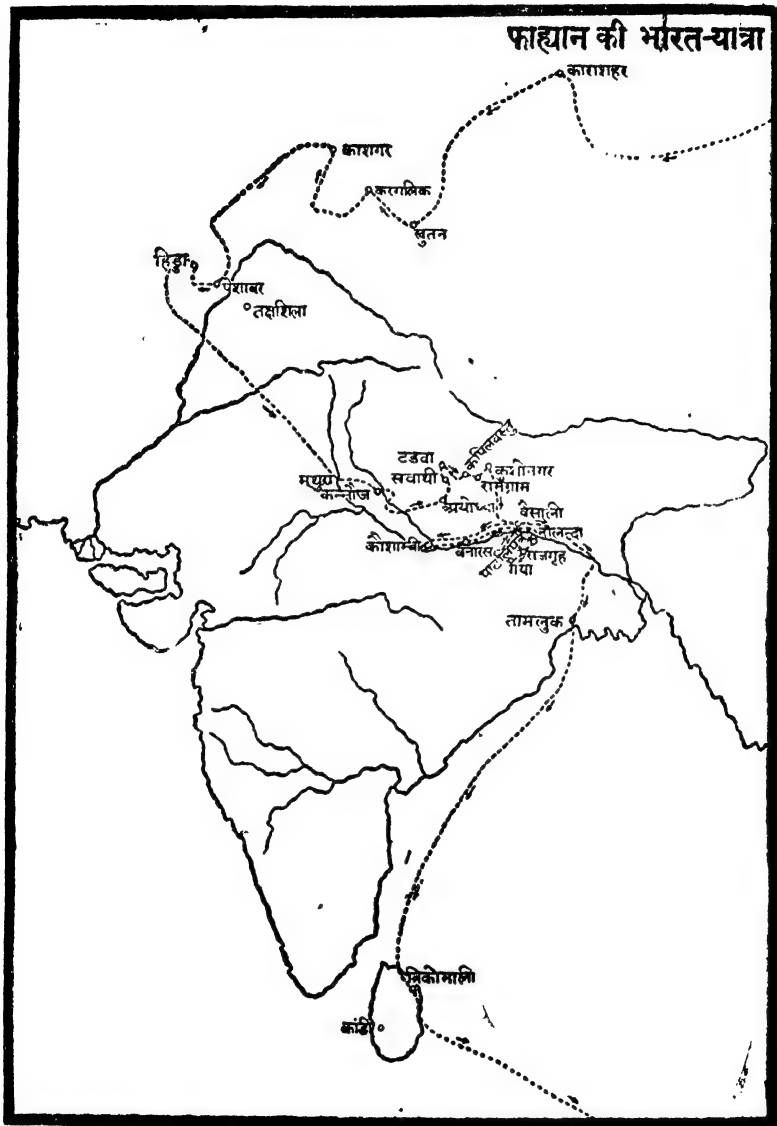 फाह्यान की भारत-यात्रा
काराशहर
काशगर
करगलिक
खुतन
हिड्डा
पेशावर
तक्षशिला
कपिलवस्तु
टडवा
कुशीनगर
स्रवाथी
रामग्राम
मथुरा
कन्नौज
अयोध्या
वैसाली
नालन्दा
कौशाम्बी
बनारस
राजगृह
गया
तामलुक
त्रिकोमाली
कांडी